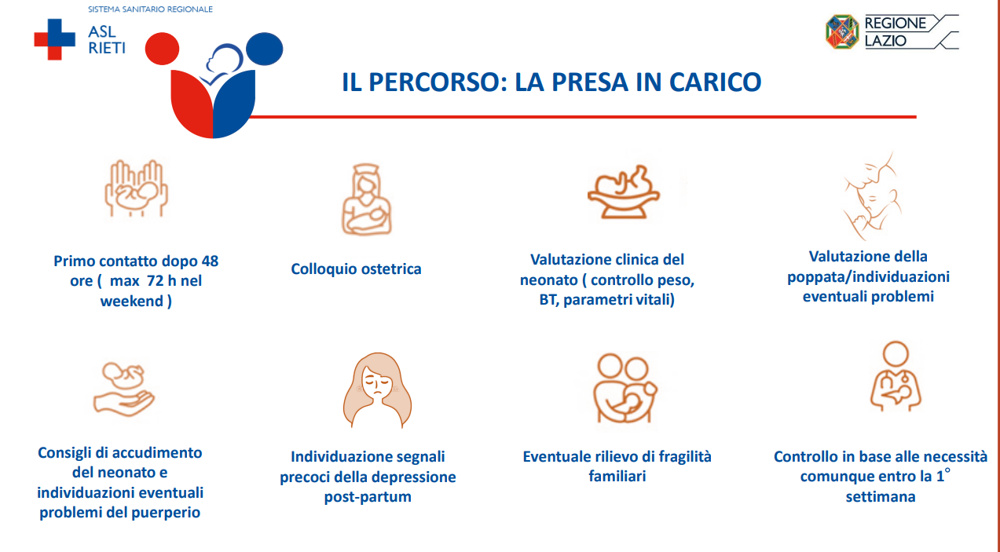 SISTEMA SANITARIO REGIONALE
ASL
RIETI
REGIONE
LAZIO
IL PERCORSO: LA PRESA IN CARICO
Primo contatto dopo 48
ore ( max 72 h nel
weekend )
Colloquio ostetrica
Valutazione clinica del
neonato ( controllo peso,
BT, parametri vitali)
Valutazione della
poppata/individuazioni
eventuali problemi
Consigli di accudimento
del neonato e
individuazioni eventuali
problemi del puerperio
Individuazione segnali
precoci della depressione
post-partum
Eventuale rilievo di fragilità
familiari
Controllo in base alle necessità
comunque entro la 1°
settimana